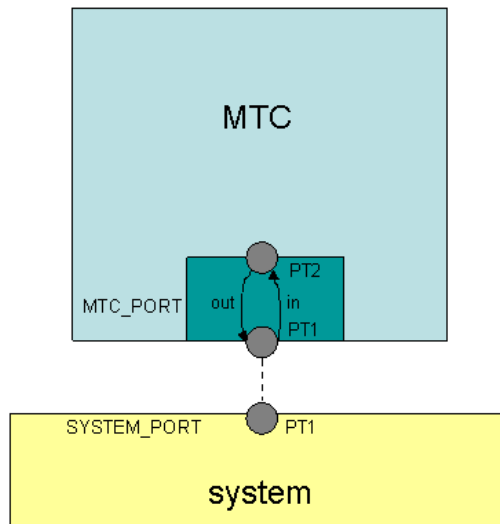 MTC
PT2
out
in
MTC_PORT
PT1
SYSTEM_PORT
PT1
system